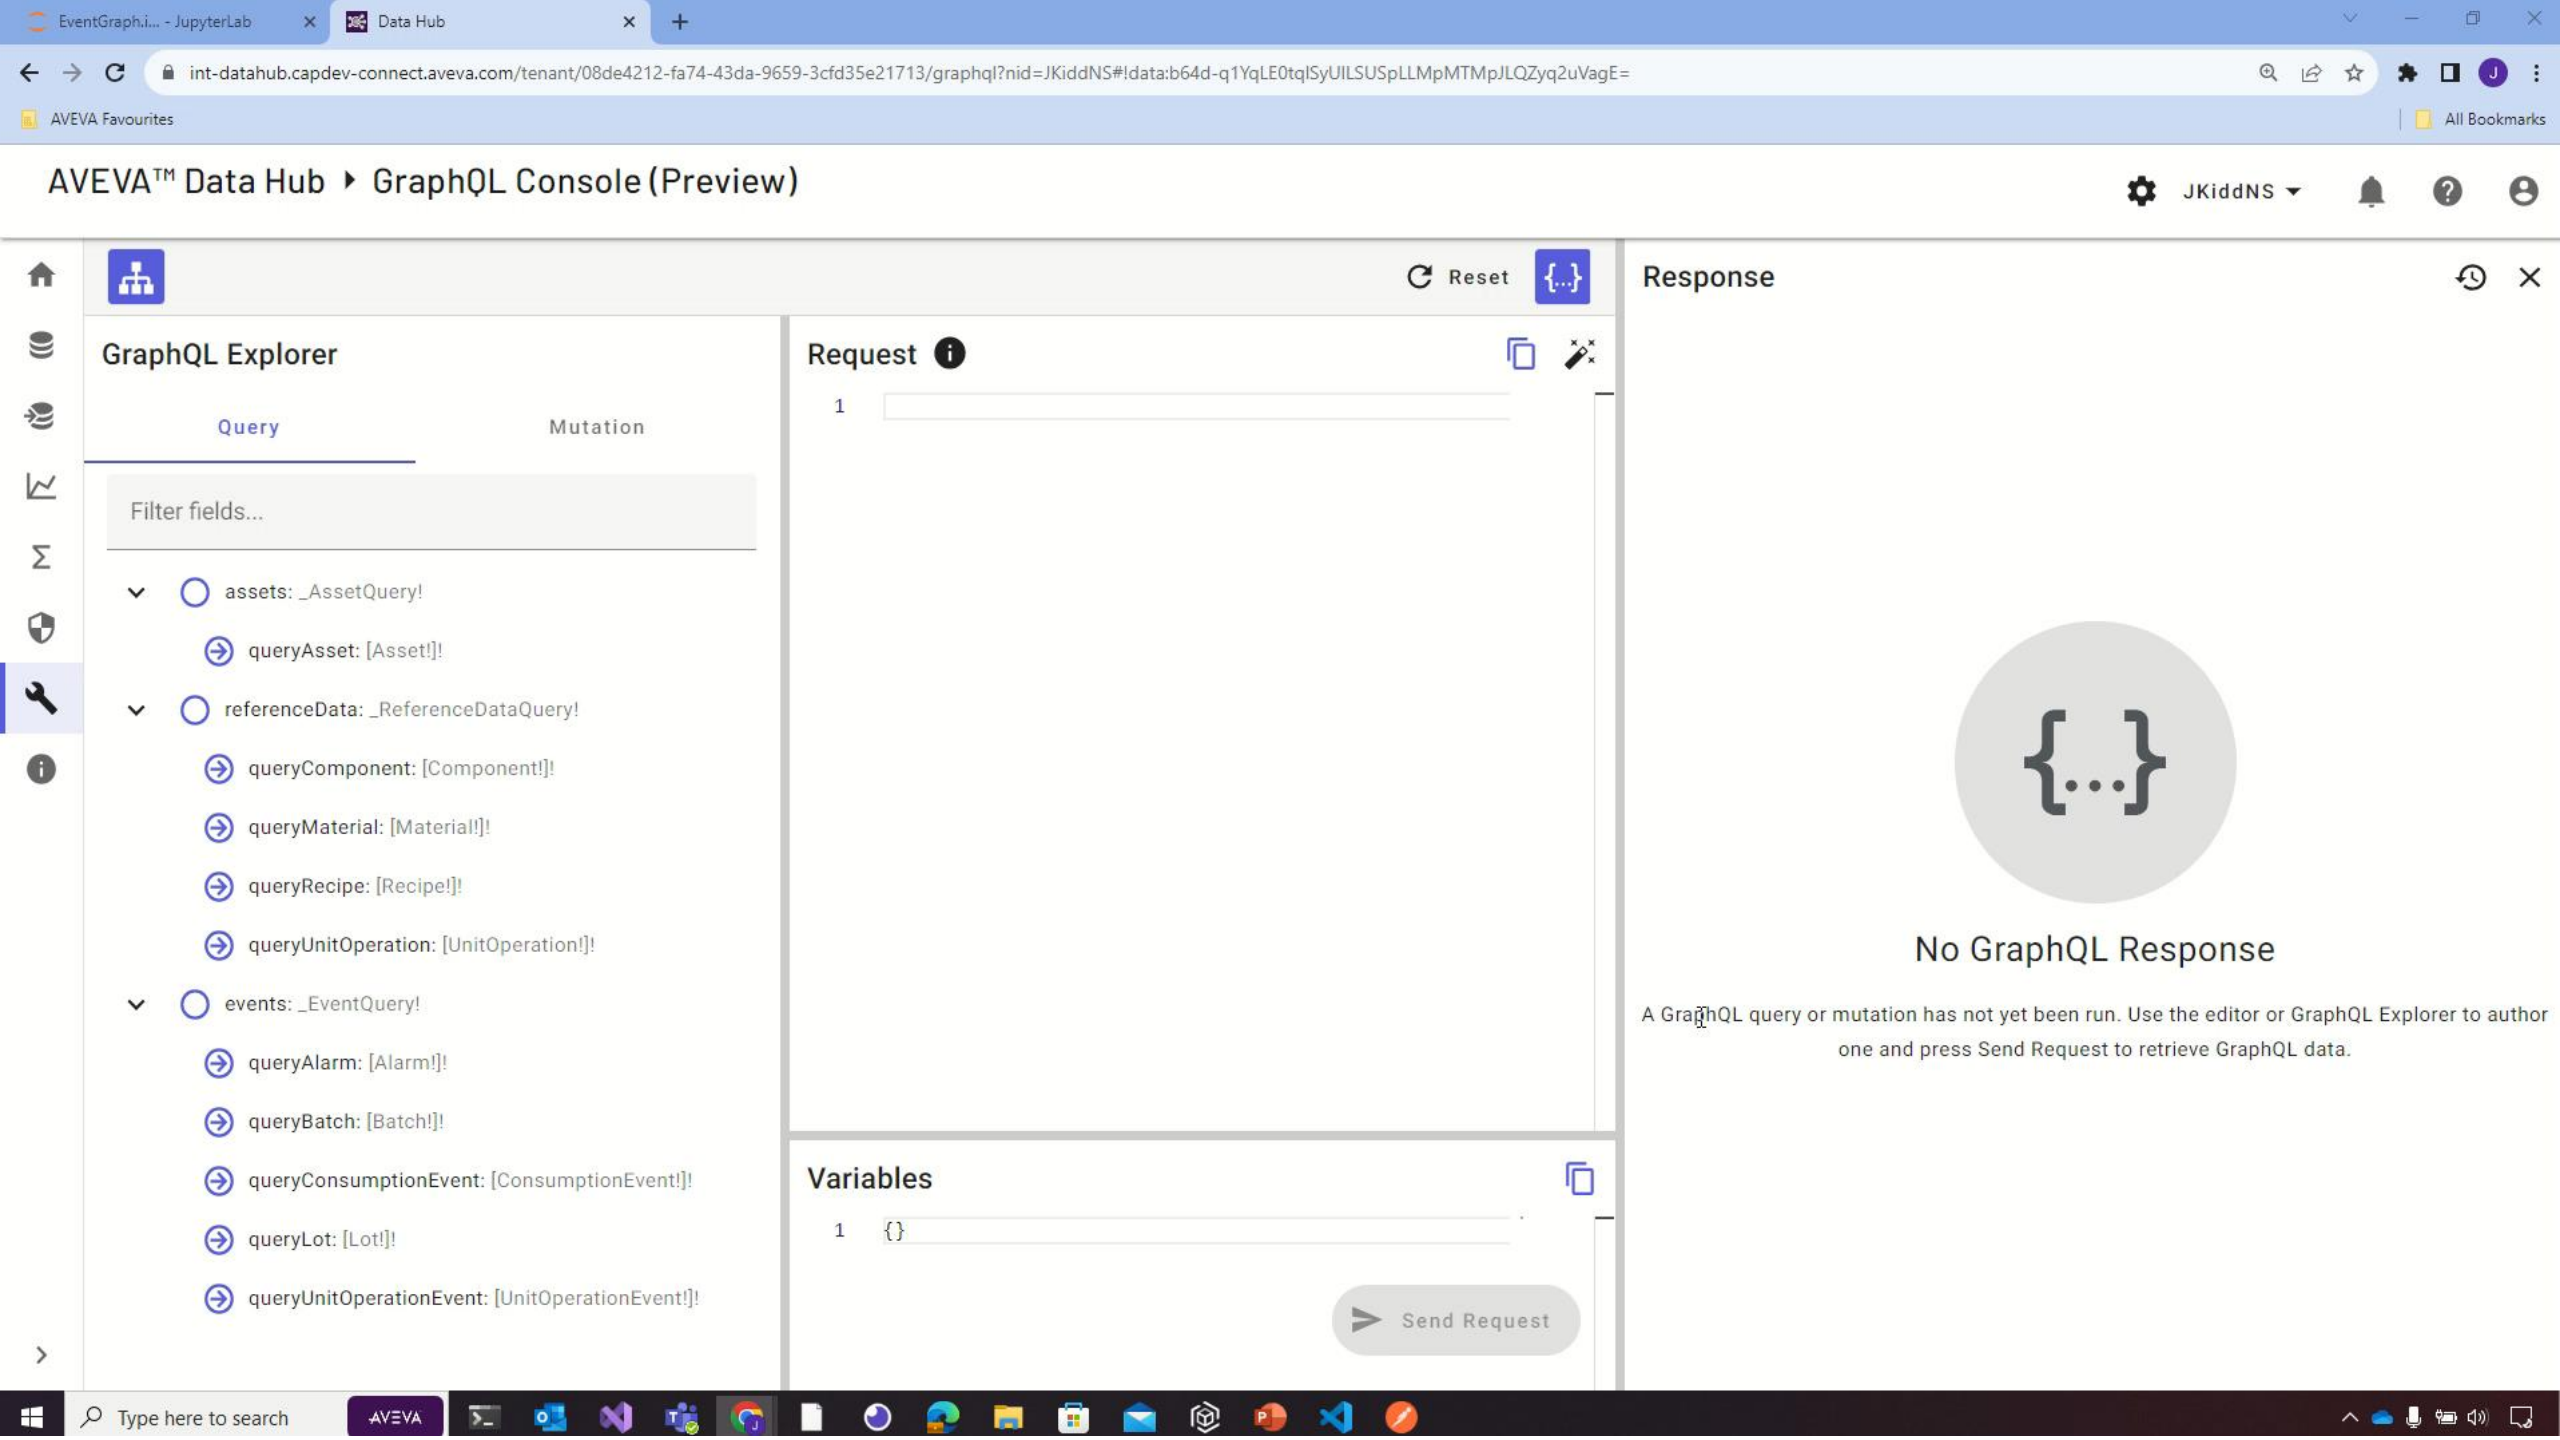 EventGraph.i... - JupyterLab
Data Hub
int-datahub.capdev-connect.aveva.com/tenant/08de4212-fa74-43da-9659-3cfd35e21713/graphql?nid=JKiddNS#!data:b64d-q1YqLE0tqlSyUlLSUSpLLMpMTMpJLQZyq2uVagE=
J
AVEVA Favourites
All Bookmarks
AVEVA™ Data Hub ▸ GraphQL Console (Preview)
JKiddNS
Reset
{...}
Response
GraphQL Explorer
Query
Mutation
Filter fields...
assets: _AssetQuery!
queryAsset: [Asset!]!
referenceData: _ReferenceDataQuery!
queryComponent: [Component!]!
queryMaterial: [Material!]!
queryRecipe: [Recipe!]!
queryUnitOperation: [UnitOperation!]!
events: _EventQuery!
queryAlarm: [Alarm!]!
queryBatch: [Batch!]!
queryConsumptionEvent: [ConsumptionEvent!]!
queryLot: [Lot!]!
queryUnitOperationEvent: [UnitOperationEvent!]!
Request
1
Variables
1 {}
Send Request
{...}
No GraphQL Response
A GraphQL query or mutation has not yet been run. Use the editor or GraphQL Explorer to author
one and press Send Request to retrieve GraphQL data.
Type here to search
AVEVA